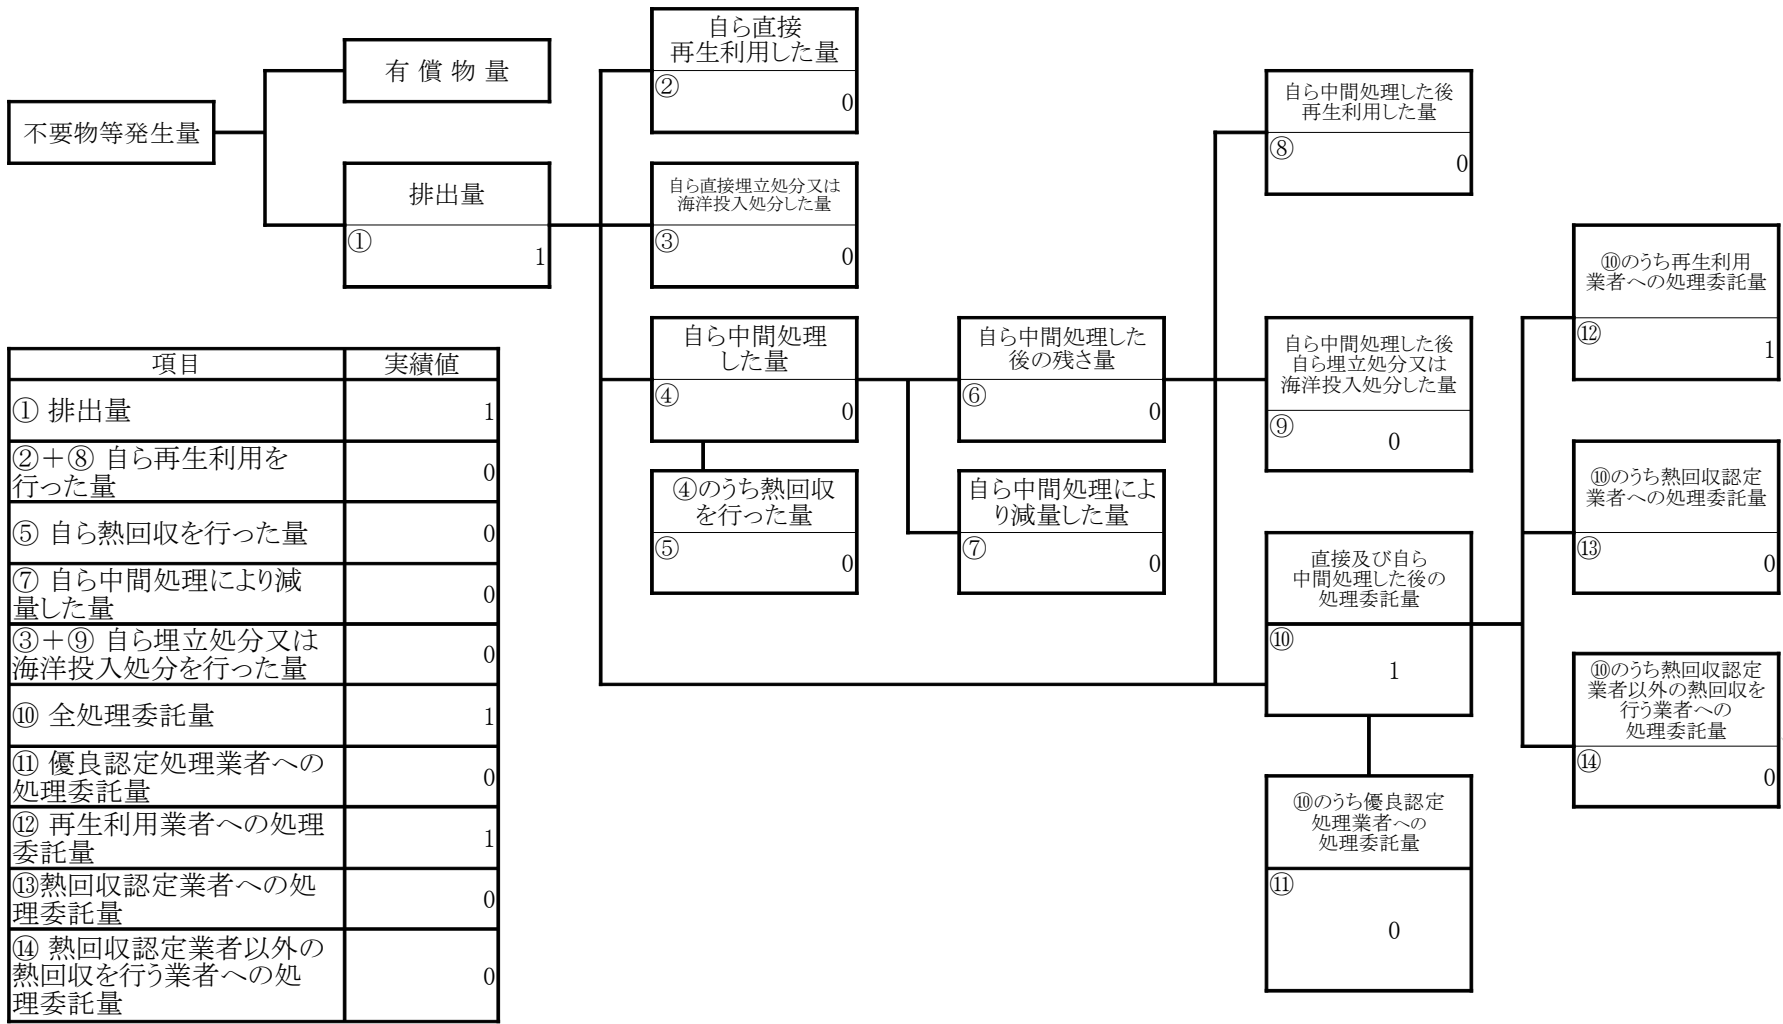 不要物等発生量
有 償 物 量
排出量
①
1
自ら直接
再生利用した量
②
0
自ら直接埋立処分又は
海洋投入処分した量
③
0
自ら中間処理
した量
④
0
④のうち熱回収
を行った量
⑤
0
自ら中間処理した
後の残さ量
⑥
0
自ら中間処理によ
り減量した量
⑦
0
自ら中間処理した後
再生利用した量
⑧
0
自ら中間処理した後
自ら埋立処分又は
海洋投入処分した量
⑨
0
直接及び自ら
中間処理した後の
処理委託量
⑩
1
⑩のうち優良認定
処理業者への
処理委託量
⑪
0
⑩のうち再生利用
業者への処理委託量
⑫
1
⑩のうち熱回収認定
業者への処理委託量
⑬
0
⑩のうち熱回収認定
業者以外の熱回収を
行う業者への
処理委託量
⑭
0
項目 実績値
① 排出量 1
②＋⑧ 自ら再生利用を
行った量 0
⑤ 自ら熱回収を行った量 0
⑦ 自ら中間処理により減
量した量 0
③＋⑨ 自ら埋立処分又は
海洋投入処分を行った量 0
⑩ 全処理委託量 1
⑪ 優良認定処理業者への
処理委託量 0
⑫ 再生利用業者への処理
委託量 1
⑬熱回収認定業者への処
理委託量 0
⑭ 熱回収認定業者以外の
熱回収を行う業者への処
理委託量 0